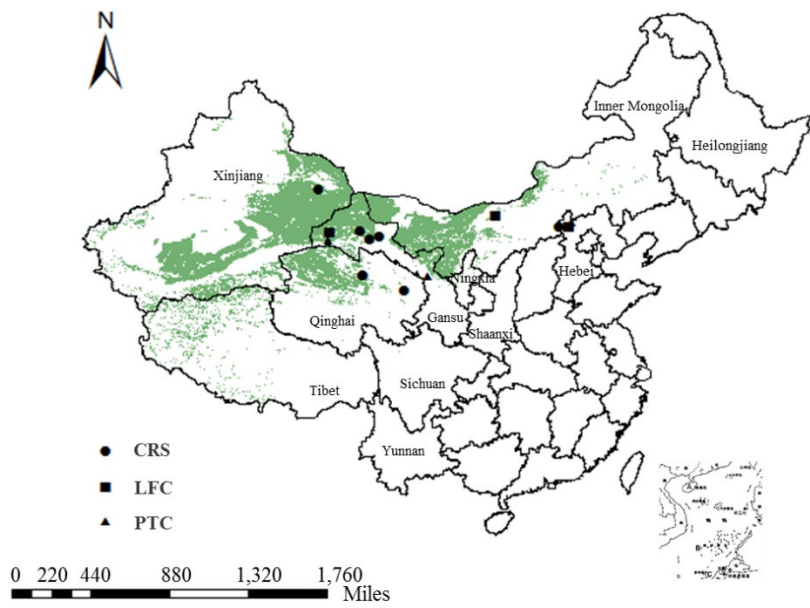 N
Inner Mongolia
Heilongjiang
Xinjiang
Hebei
Ningxia
Qinghai
Gansu
Shaanxi
Tibet
Sichuan
Yunnan
CRS
LFC
PTC
0 220 440 880 1,320 1,760
Miles